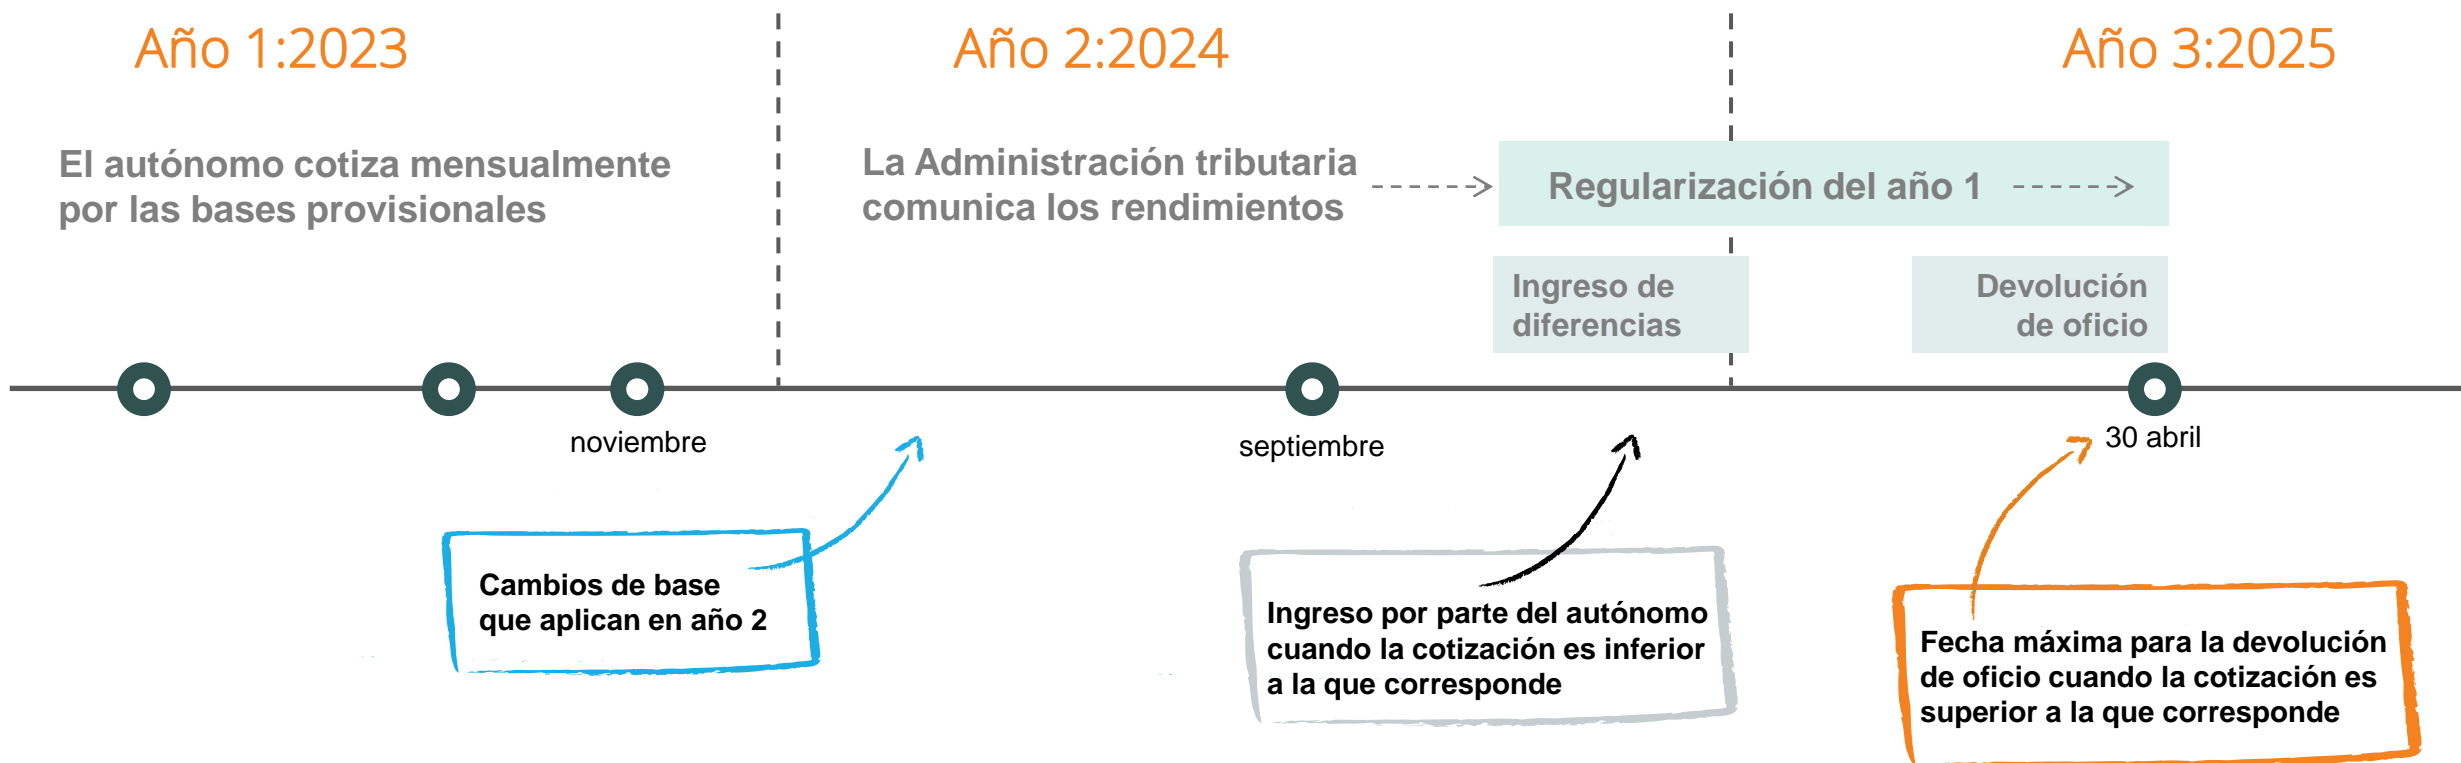 Año 1:2023
Año 2:2024
Año 3:2025
El autónomo cotiza mensualmente
por las bases provisionales
La Administración tributaria
comunica los rendimientos
Regularización del año 1
Ingreso de
diferencias
Devolución
de oficio
noviembre
septiembre
30 abril
Cambios de base
que aplican en año 2
Ingreso por parte del autónomo
cuando la cotización es inferior
a la que corresponde
Fecha máxima para la devolución
de oficio cuando la cotización es
superior a la que corresponde